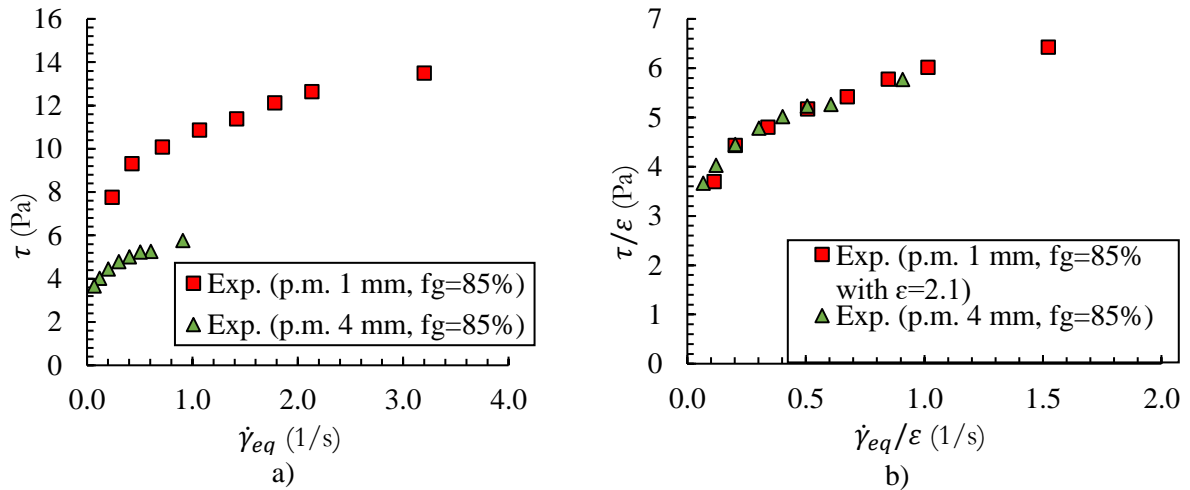 16
14
12
10
8
6
4
2
0
τ (Pa)
0.0 1.0 2.0 3.0 4.0
γ̇eq (1/s)
Exp. (p.m. 1 mm, fg=85%)
Exp. (p.m. 4 mm, fg=85%)
a)
7
6
5
4
3
2
1
0
τ/ε (Pa)
0.0 0.5 1.0 1.5 2.0
γ̇eq/ε (1/s)
Exp. (p.m. 1 mm, fg=85%
with ε=2.1)
Exp. (p.m. 4 mm, fg=85%)
b)